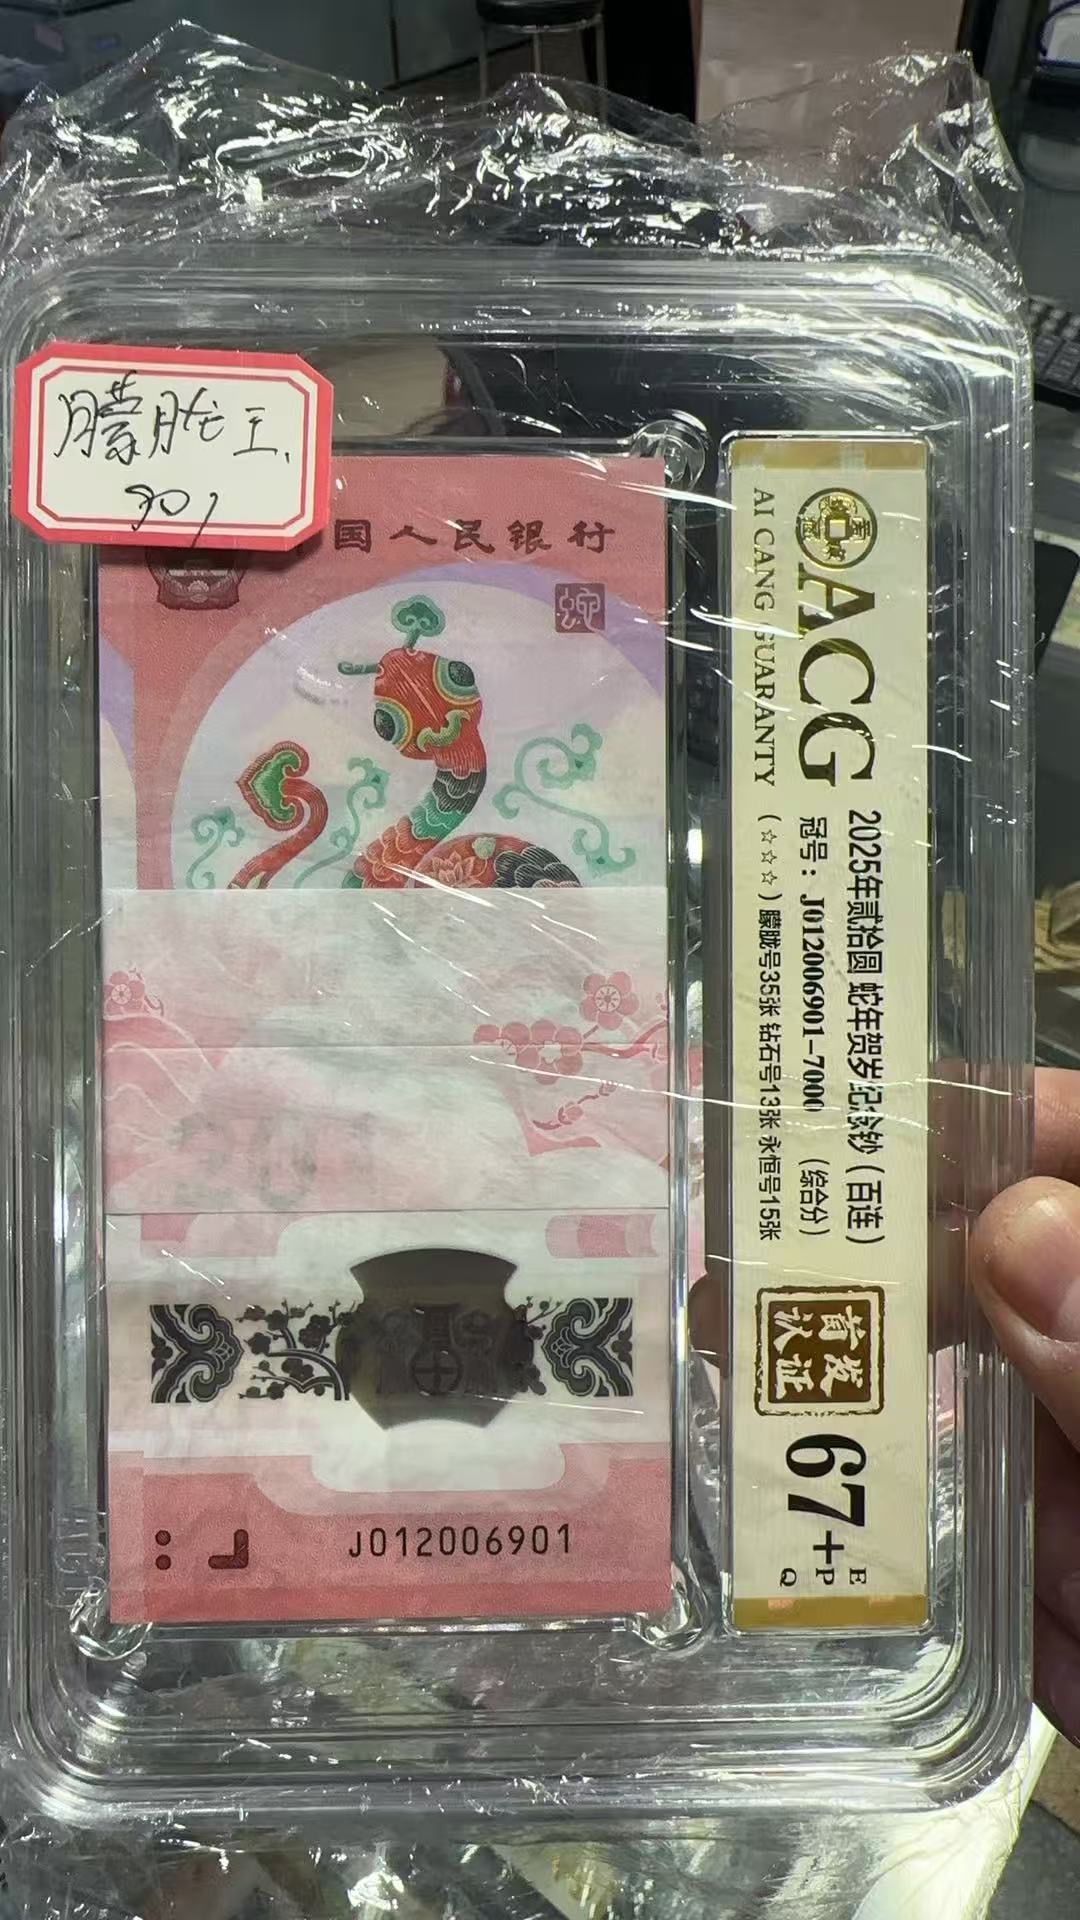 朦胧王.
901
国人民银行
蛇
J012006901
ACG
AI CANG GUARANTY
2025年贰拾圆 蛇年贺岁纪念钞（百连）
冠号：J012006901-7000 （综合分）
（☆☆☆）朦胧号35张 钻石号13张 永恒号15张
首发
认证
67+
E
P
Q